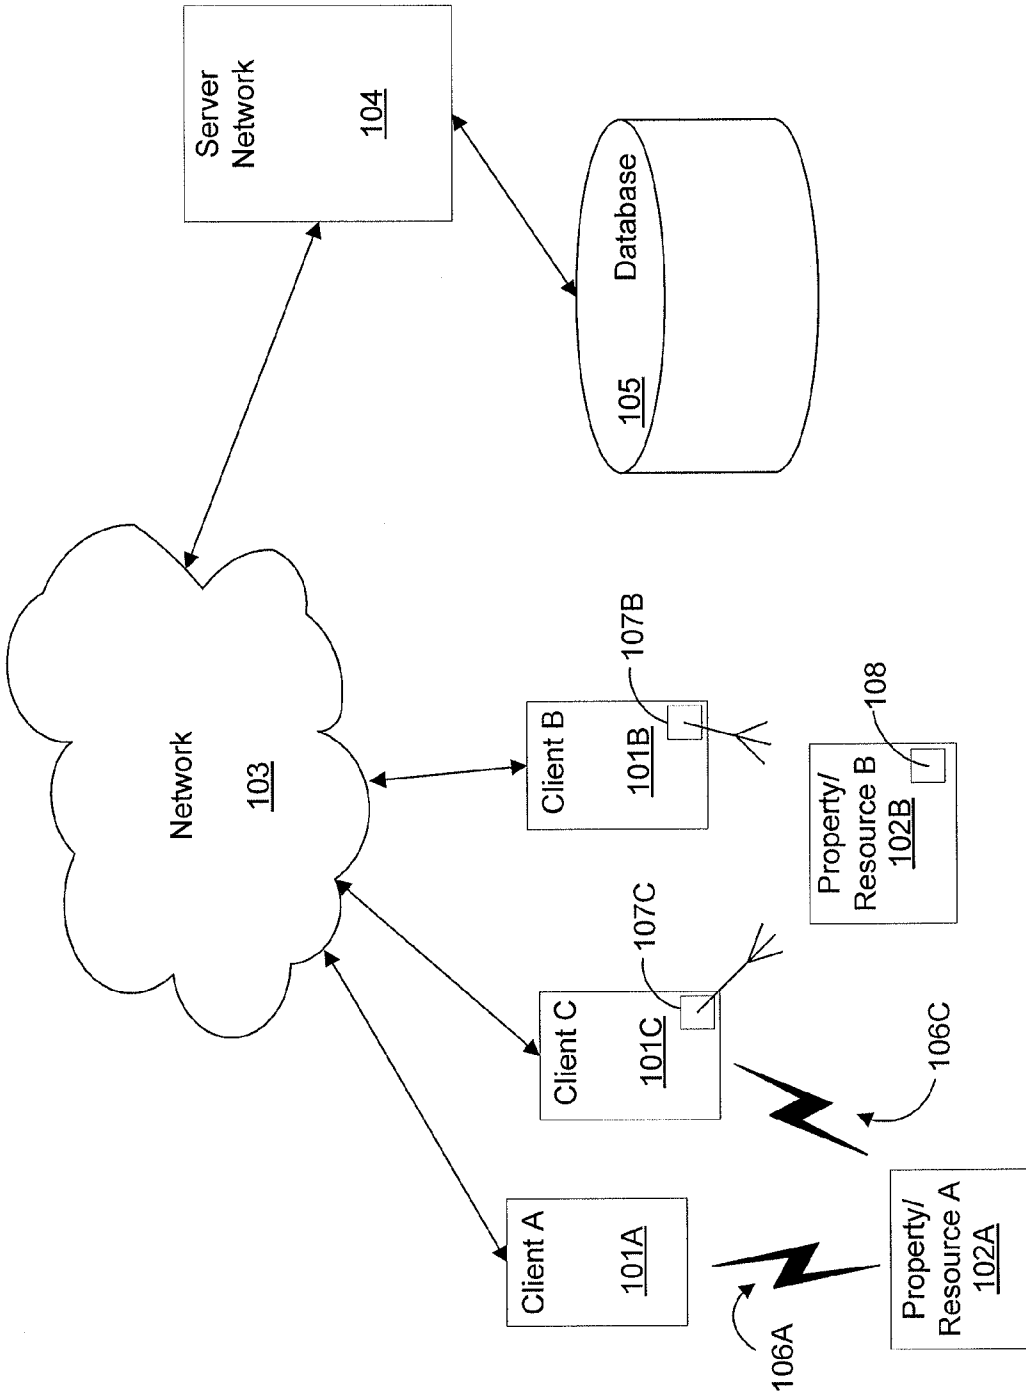 Server
Network
104
Network
103
Database
105
Client A
101A
Client C
101C
107C
Client B
101B
107B
106A
106C
Property/
Resource A
102A
Property/
Resource B
102B
108